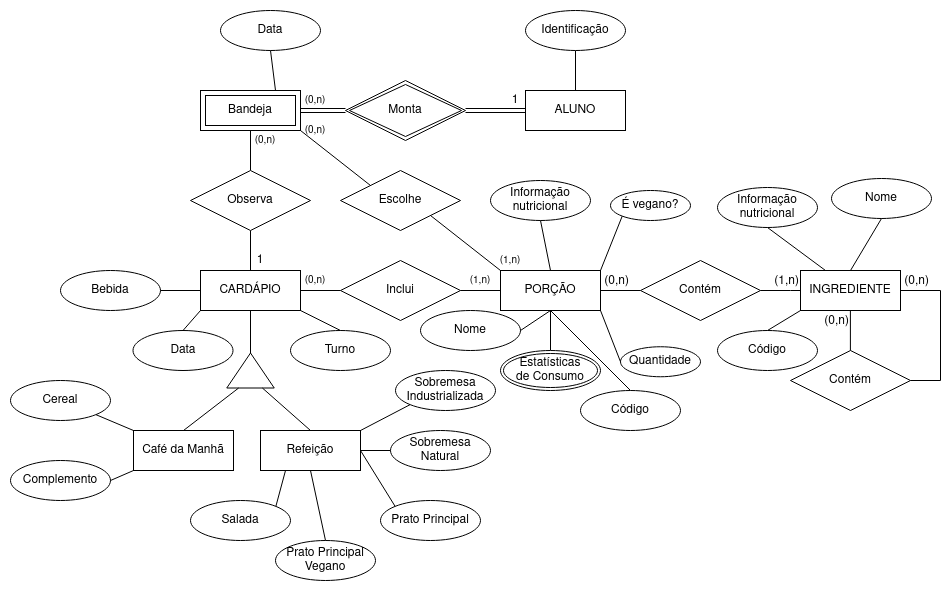 Data
Identificação
Bandeja
(0,n)
Monta
1
ALUNO
(0,n)
(0,n)
Observa
Escolhe
Informação
nutricional
É vegano?
Informação
nutricional
Nome
1
(1,n)
Bebida
CARDÁPIO
(0,n)
Inclui
(1,n)
PORÇÃO
(0,n)
Contém
(1,n)
INGREDIENTE
(0,n)
Nome
(0,n)
Data
Turno
Estatísticas
de Consumo
Quantidade
Código
Contém
Cereal
Sobremesa
Industrializada
Código
Café da Manhã
Refeição
Sobremesa
Natural
Complemento
Salada
Prato Principal
Prato Principal
Vegano